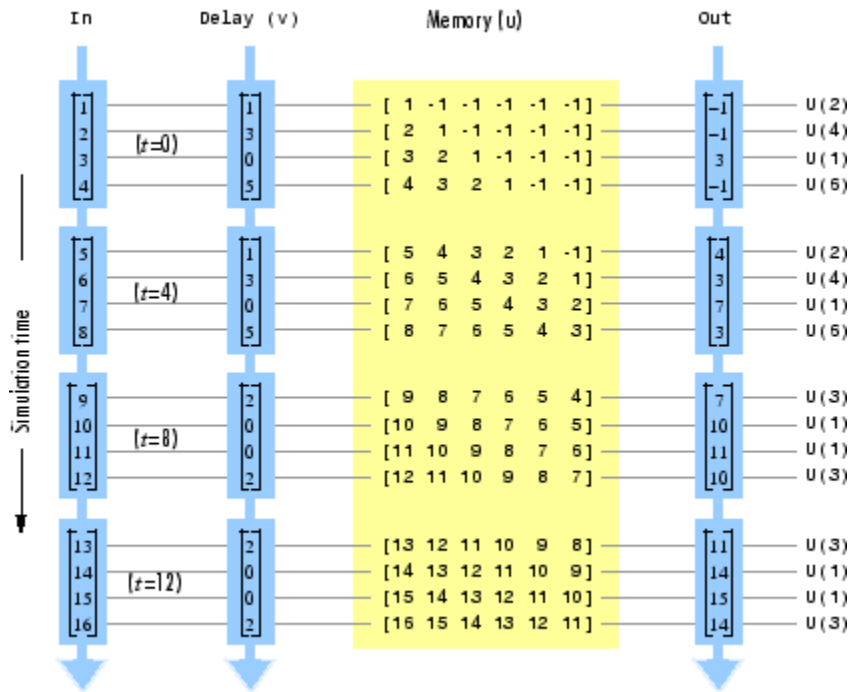 In Delay (v) Memory (u) Out
1 1 [ 1 -1 -1 -1 -1 -1] -1 U(2)
2 3 [ 2 1 -1 -1 -1 -1] -1 U(4)
(t=0)
3 0 [ 3 2 1 -1 -1 -1] 3 U(1)
4 5 [ 4 3 2 1 -1 -1] -1 U(6)
5 1 [ 5 4 3 2 1 -1] 4 U(2)
6 3 [ 6 5 4 3 2 1] 3 U(4)
(t=4)
7 0 [ 7 6 5 4 3 2] 7 U(1)
8 5 [ 8 7 6 5 4 3] 3 U(6)
Simulation time
9 2 [ 9 8 7 6 5 4] 7 U(3)
10 0 [10 9 8 7 6 5] 10 U(1)
(t=8)
11 0 [11 10 9 8 7 6] 11 U(1)
12 2 [12 11 10 9 8 7] 10 U(3)
13 2 [13 12 11 10 9 8] 11 U(3)
14 0 [14 13 12 11 10 9] 14 U(1)
(t=12)
15 0 [15 14 13 12 11 10] 15 U(1)
16 2 [16 15 14 13 12 11] 14 U(3)